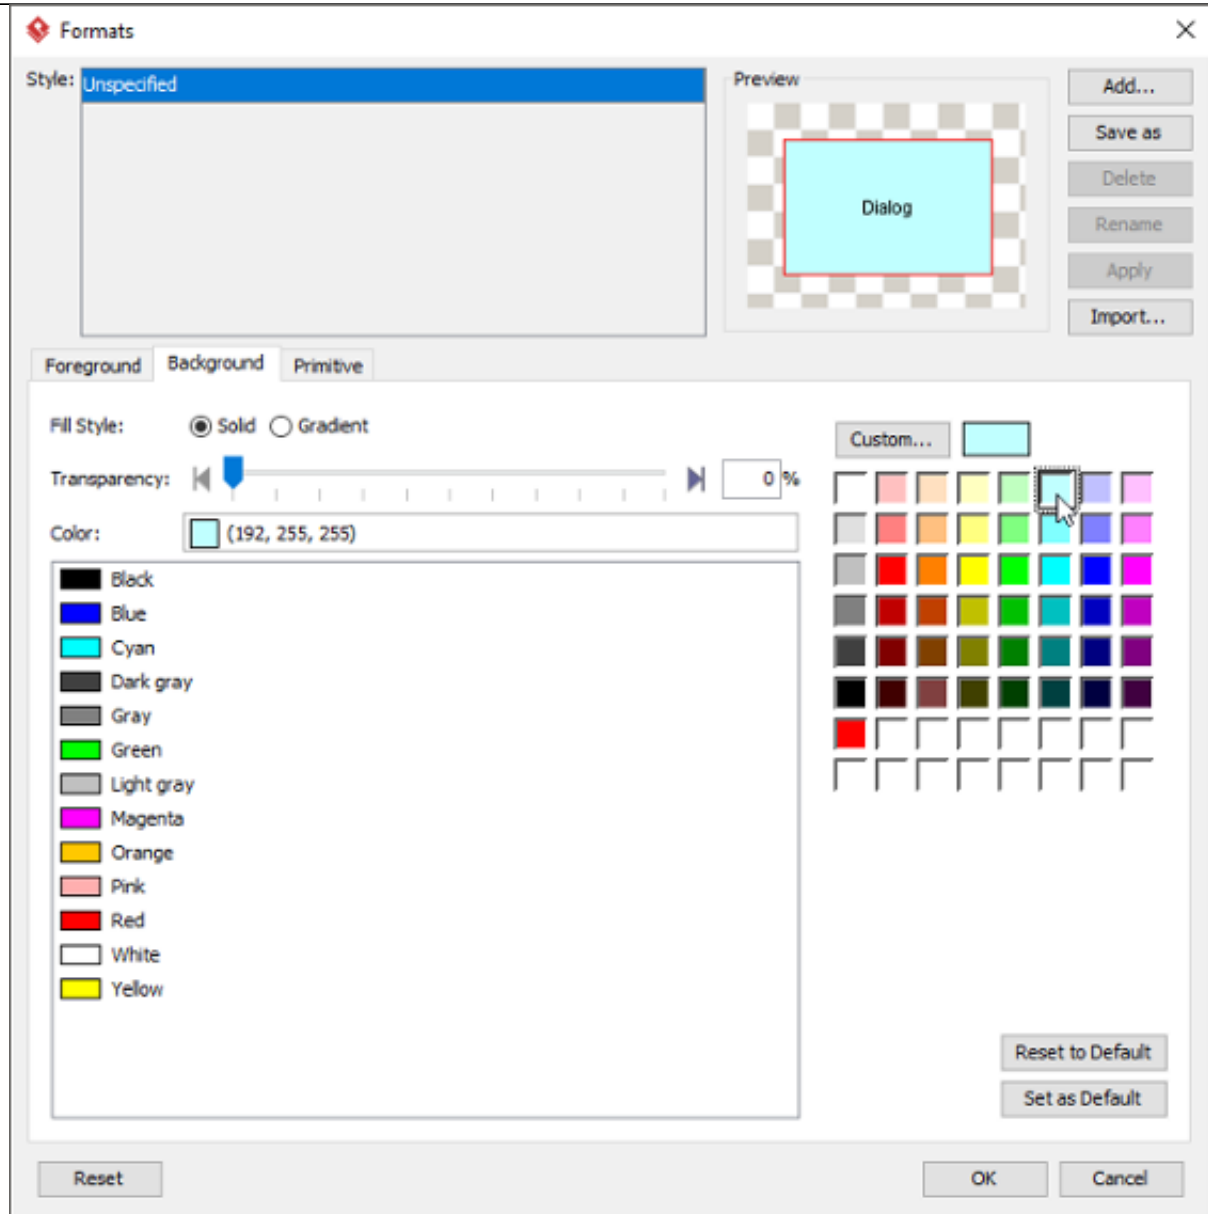 Formats
Style:
Unspecified
Preview
Dialog
Add...
Save as
Delete
Rename
Apply
Import...
Foreground
Background
Primitive
Fill Style:
Solid
Gradient
Transparency:
0 %
Color:
(192, 255, 255)
Custom...
Black
Blue
Cyan
Dark gray
Gray
Green
Light gray
Magenta
Orange
Pink
Red
White
Yellow
Reset to Default
Set as Default
Reset
OK
Cancel